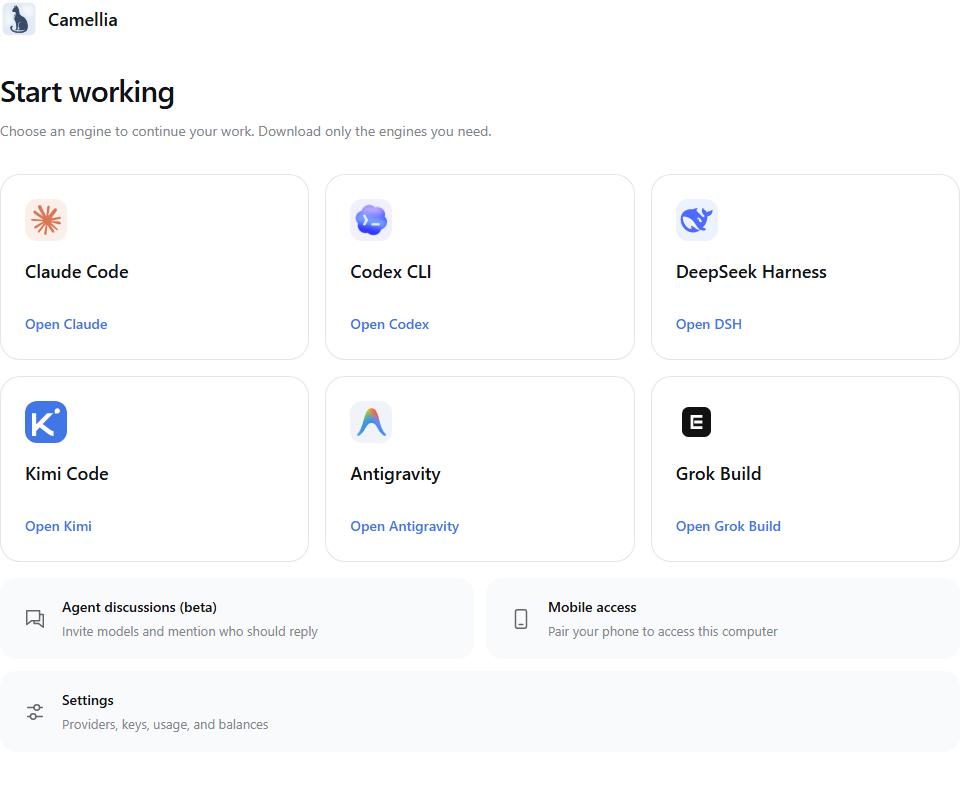 Camellia
Start working
Choose an engine to continue your work. Download only the engines you need.
Claude Code
Open Claude
Codex CLI
Open Codex
DeepSeek Harness
Open DSH
Kimi Code
Open Kimi
Antigravity
Open Antigravity
Grok Build
Open Grok Build
Agent discussions (beta)
Invite models and mention who should reply
Mobile access
Pair your phone to access this computer
Settings
Providers, keys, usage, and balances